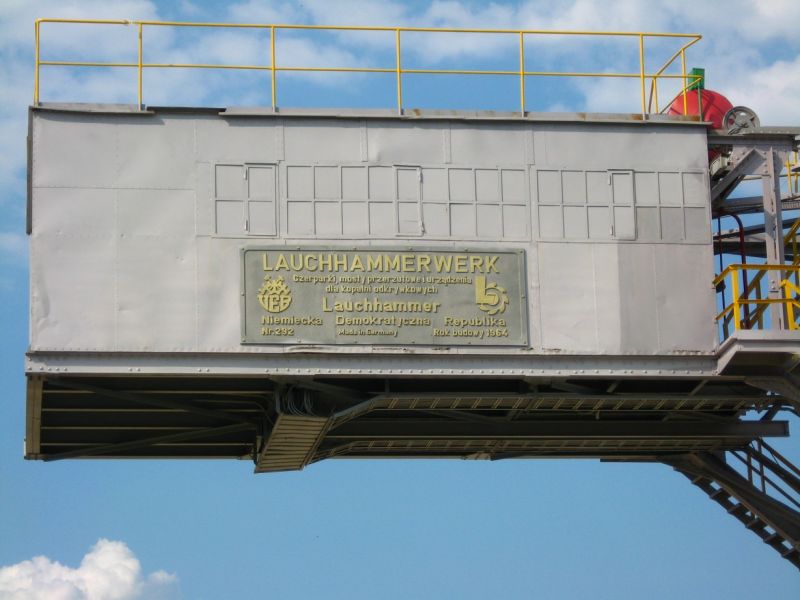 LAUCHHAMMERWERK
Czerparki, mosty przerzutowe i urządzenia
dla kopalni odkrywkowych
Lauchhammer
Niemiecka Demokratyczna Republika
Nr. 292 Made in Germany Rok budowy 1964